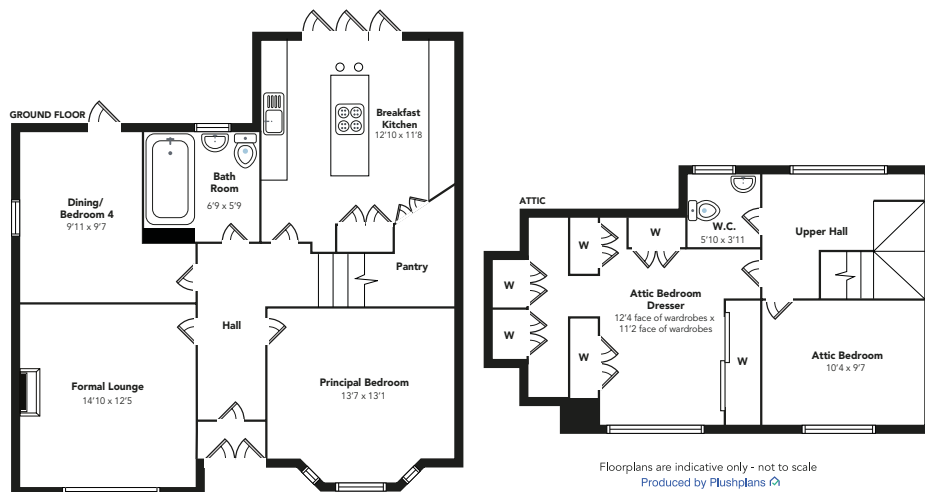 GROUND FLOOR
Breakfast
Kitchen
12'10 x 11'8
Bath
Room
6'9 x 5'9
Dining/
Bedroom 4
9'11 x 9'7
Pantry
Hall
Formal Lounge
14'10 x 12'5
Principal Bedroom
13'7 x 13'1
ATTIC
W.C.
5'10 x 3'11
Upper Hall
W
W
W
W
W
W
Attic Bedroom
Dresser
12'4 face of wardrobes x
11'2 face of wardrobes
Attic Bedroom
10'4 x 9'7
Floorplans are indicative only - not to scale
Produced by Plushplans